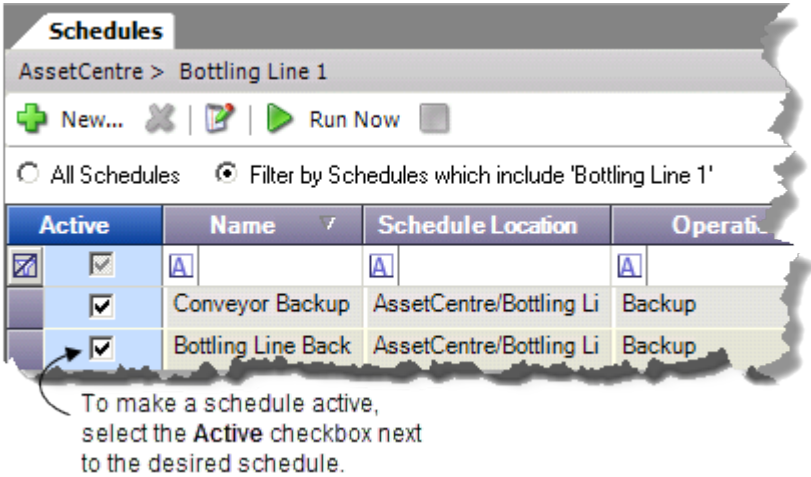 Schedules
AssetCentre > Bottling Line 1
New... Run Now
All Schedules Filter by Schedules which include 'Bottling Line 1'
Active Name Schedule Location
A A A
Conveyor Backup AssetCentre/Bottling Li Backup
Bottling Line Back AssetCentre/Bottling Li Backup
To make a schedule active,
select the Active checkbox next
to the desired schedule.